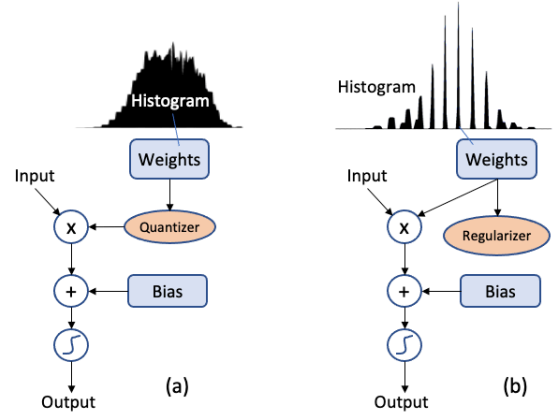 Histogram
Weights
Input
x
Quantizer
+
Bias
Output
(a)
Histogram
Weights
Input
x
Regularizer
+
Bias
Output
(b)